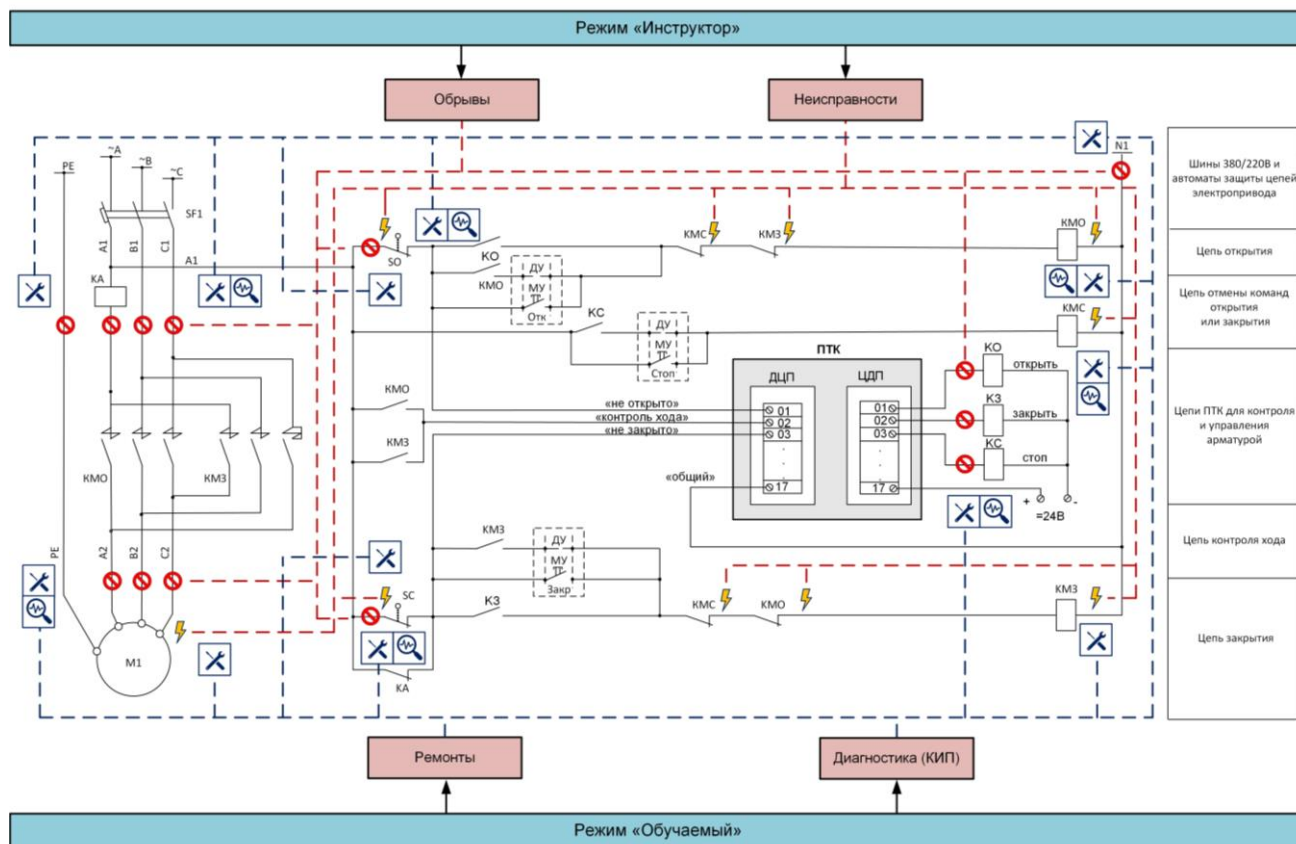 Режим «Инструктор»
Обрывы
Неисправности
PE
~A
~B
~C
N1
SF1
A1
B1
C1
A1
KA
SO
KO
KMO
ДУ
МУ
Отк
KMC
KM3
KMO
KC
ДУ
МУ
Стоп
KMC
ПТК
ДЦП
ЦДП
01
02
03
17
01
02
03
17
KO
открыть
K3
закрыть
KC
стоп
+
-
=24В
KMO
KM3
«не открыто»
«контроль хода»
«не закрыто»
«общий»
KMO
KM3
PE
A2
B2
C2
M1
KM3
ДУ
МУ
Закр
SC
K3
KMC
KMO
KM3
KA
Шины 380/220В и
автоматы защиты цепей
электропривода
Цепь открытия
Цепь отмены команд
открытия
или закрытия
Цепи ПТК для контроля
и управления
арматурой
Цепь контроля хода
Цепь закрытия
Ремонты
Диагностика (КИП)
Режим «Обучаемый»